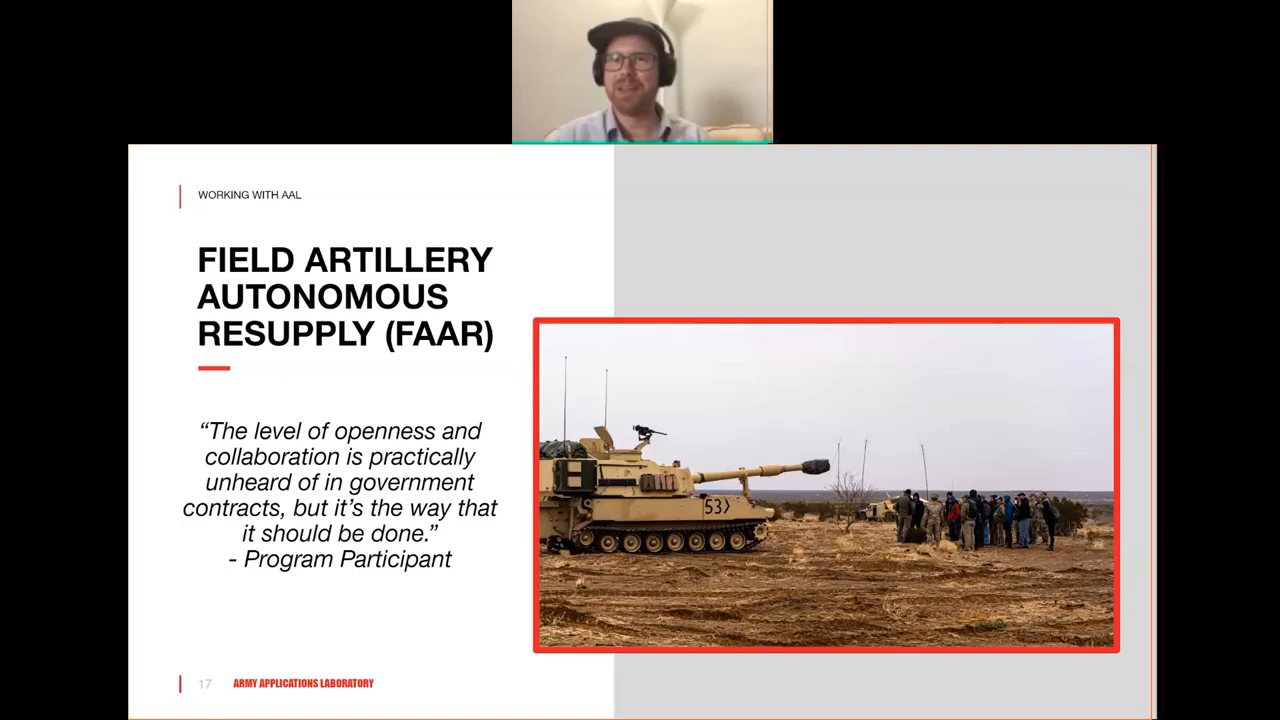 WORKING WITH AAL
FIELD ARTILLERY
AUTONOMOUS
RESUPPLY (FAAR)
“The level of openness and
collaboration is practically
unheard of in government
contracts, but it’s the way that
it should be done.”
- Program Participant
53
17
ARMY APPLICATIONS LABORATORY